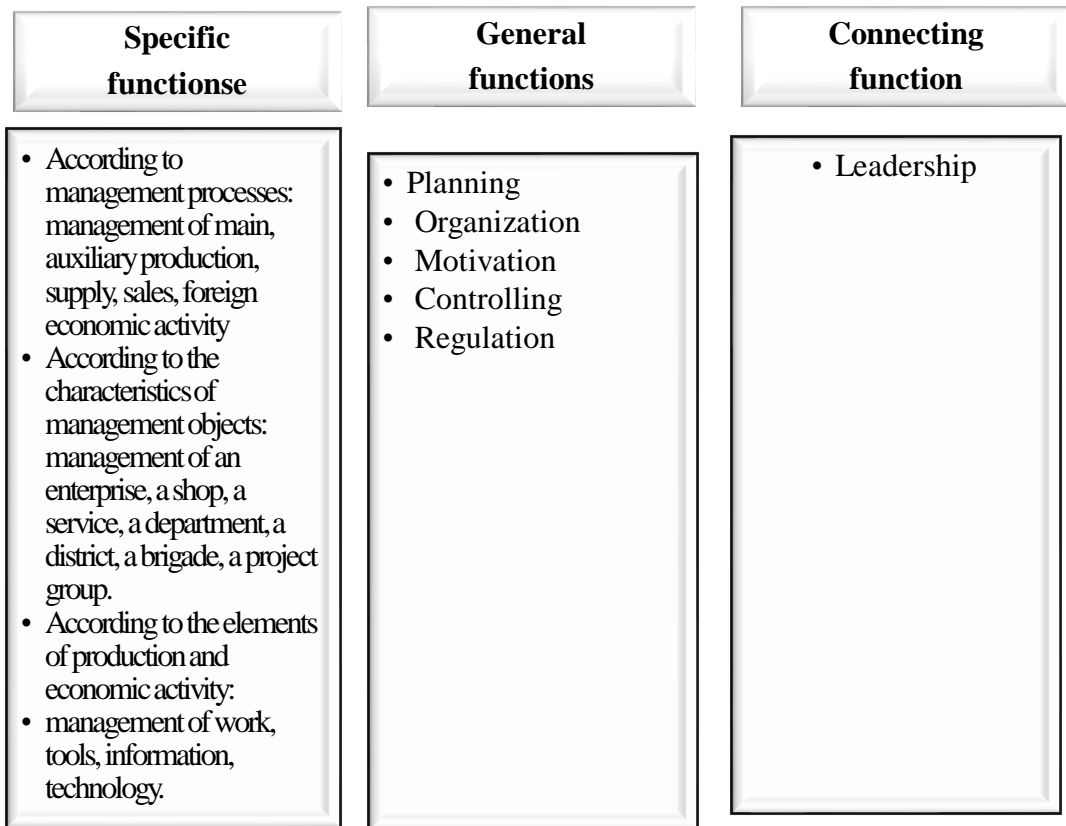 Specific
functionse
• According to
management processes:
management of main,
auxiliary production,
supply, sales, foreign
economic activity
• According to the
characteristics of
management objects:
management of an
enterprise, a shop, a
service, a department, a
district, a brigade, a project
group.
• According to the elements
of production and
economic activity:
• management of work,
tools, information,
technology.
General
functions
• Planning
• Organization
• Motivation
• Controlling
• Regulation
Connecting
function
• Leadership